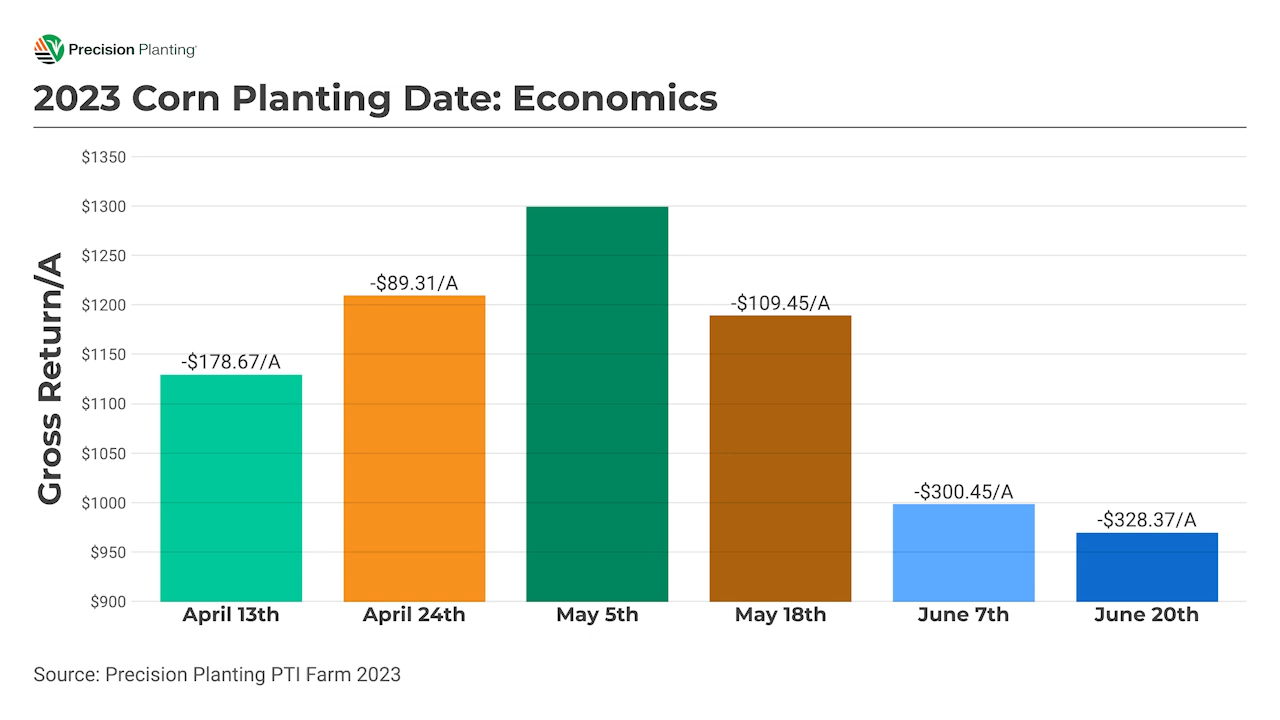 Precision Planting
2023 Corn Planting Date: Economics
Gross Return/A
$1350
$1300
$1250
$1200
$1150
$1100
$1050
$1000
$950
$900
-$178.67/A
-$89.31/A
-$109.45/A
-$300.45/A
-$328.37/A
April 13th
April 24th
May 5th
May 18th
June 7th
June 20th
Source: Precision Planting PTI Farm 2023